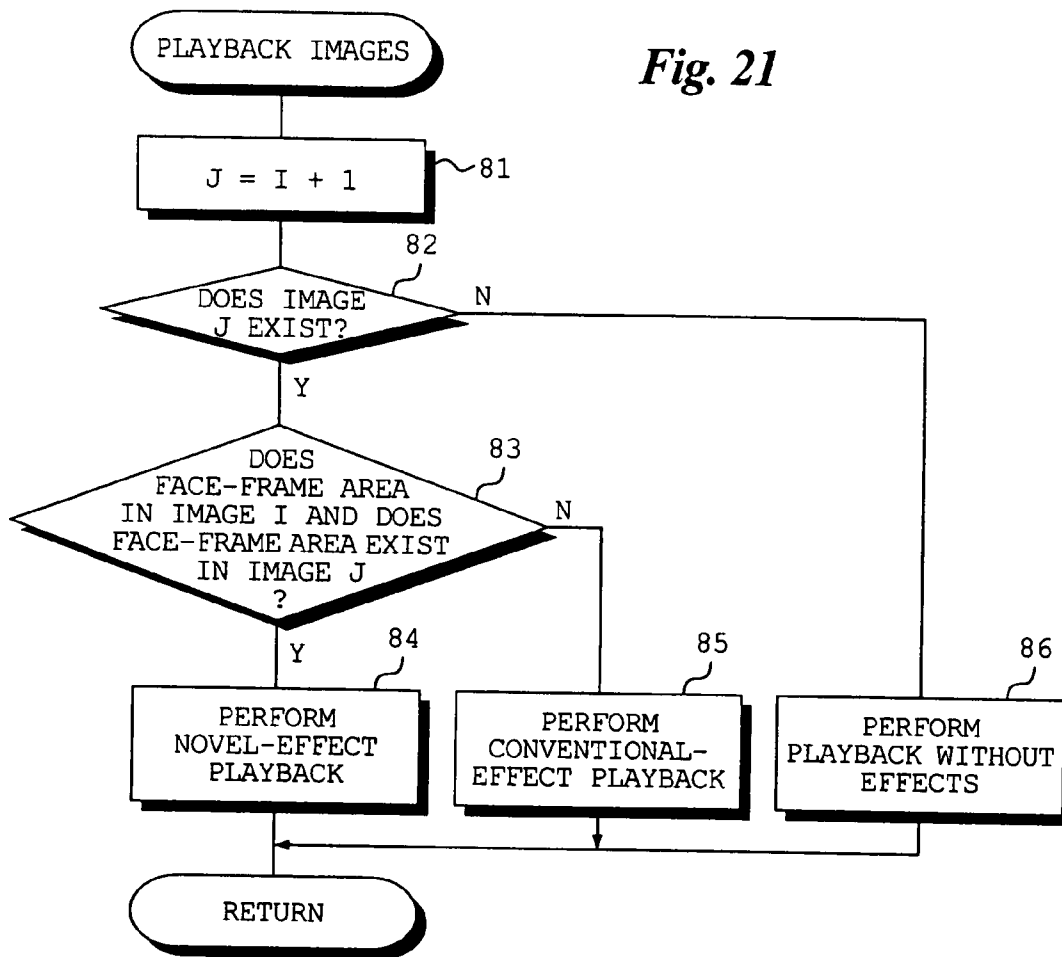 PLAYBACK IMAGES
Fig. 21
J = I + 1
81
82
DOES IMAGE
J EXIST?
N
Y
83
DOES
FACE-FRAME AREA
IN IMAGE I AND DOES
FACE-FRAME AREA EXIST
IN IMAGE J
?
N
Y
84
PERFORM
NOVEL-EFFECT
PLAYBACK
85
PERFORM
CONVENTIONAL-
EFFECT PLAYBACK
86
PERFORM
PLAYBACK WITHOUT
EFFECTS
RETURN